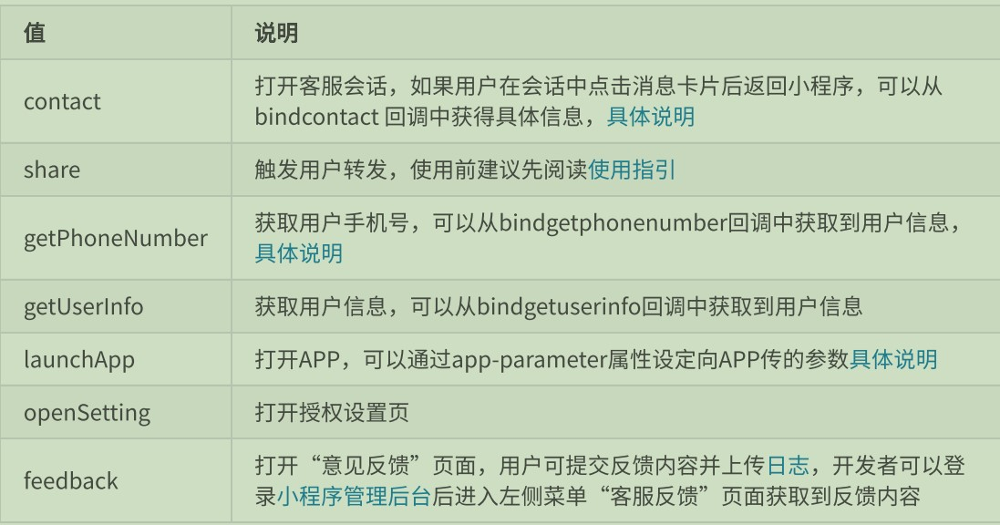 值 说明
contact
打开客服会话，如果用户在会话中点击消息卡片后返回小程序，可以从
bindcontact 回调中获得具体信息，具体说明
share 触发用户转发，使用前建议先阅读使用指引
getPhoneNumber
获取用户手机号，可以从bindgetphonenumber回调中获取到用户信息，
具体说明
getUserInfo 获取用户信息，可以从bindgetuserinfo回调中获取到用户信息
launchApp 打开APP，可以通过app-parameter属性设定向APP传的参数具体说明
openSetting 打开授权设置页
feedback
打开“意见反馈”页面，用户可提交反馈内容并上传日志，开发者可以登
录小程序管理后台后进入左侧菜单“客服反馈”页面获取到反馈内容